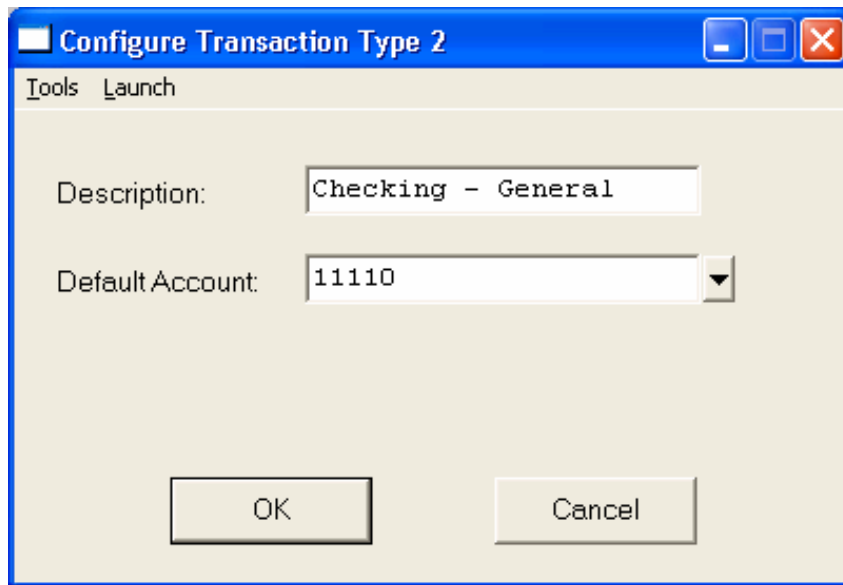 Configure Transaction Type 2
Tools Launch
Description: Checking - General
Default Account: 11110
OK Cancel